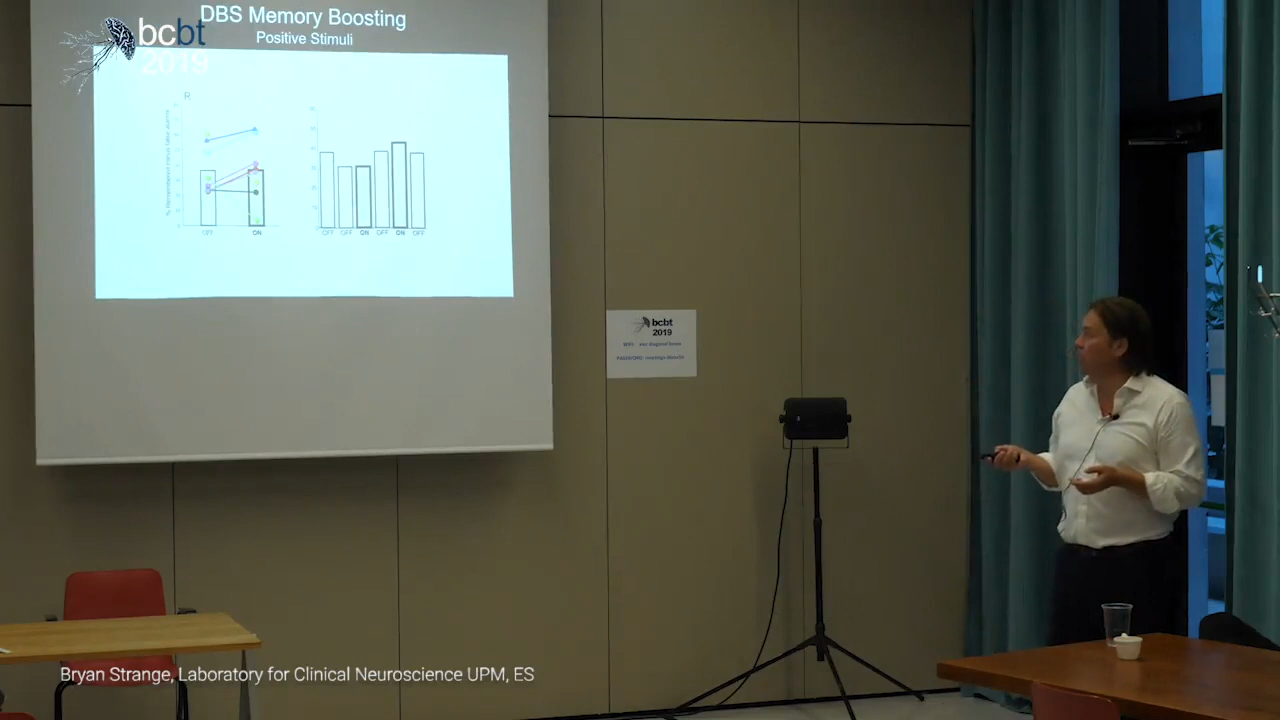 DBS Memory Boosting
Positive Stimuli
bcbt
2019
R
OFF ON
OFF OFF ON OFF ON OFF
bcbt
2019
Bryan Strange, Laboratory for Clinical Neuroscience UPM, ES